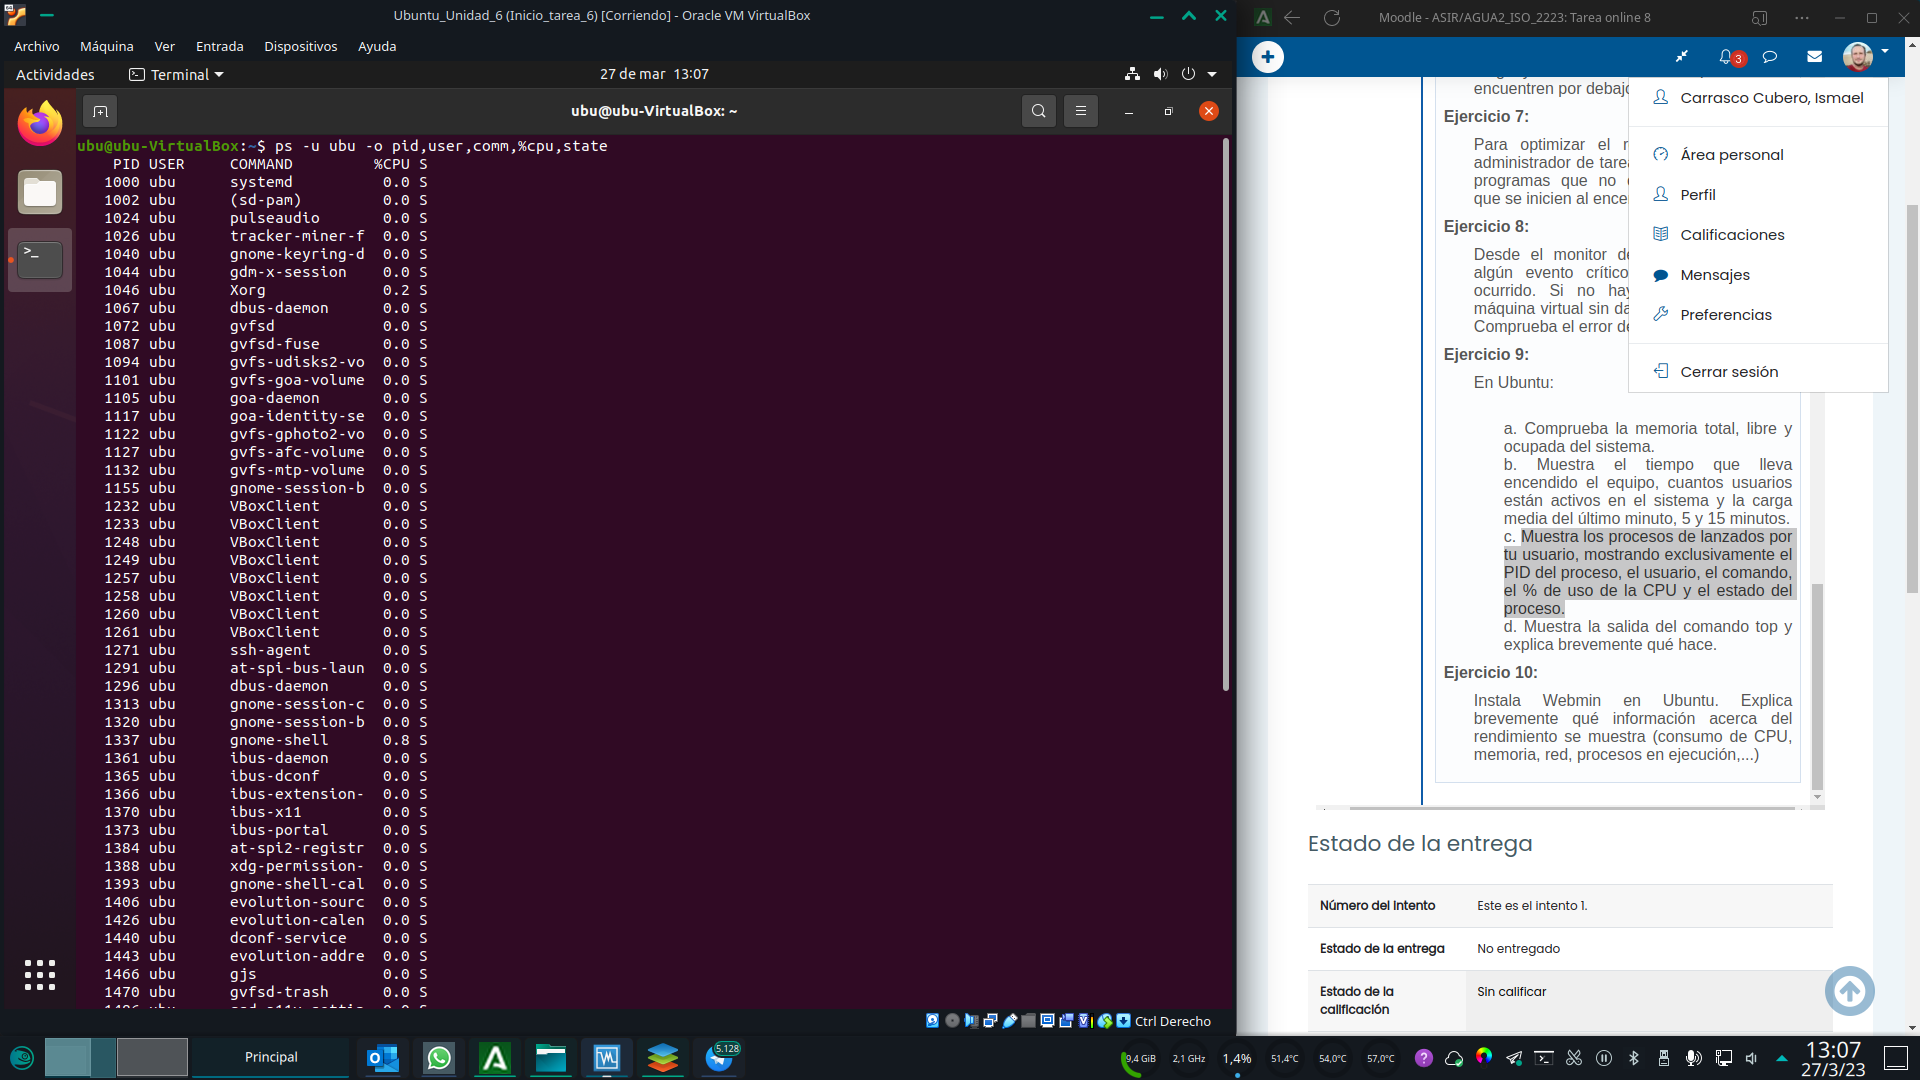 Ubuntu_Unidad_6 (Inicio_tarea_6) [Corriendo] - Oracle VM VirtualBox
Archivo Máquina Ver Entrada Dispositivos Ayuda
Actividades Terminal 27 de mar 13:07
ubu@ubu-VirtualBox: ~
ubu@ubu-VirtualBox:~$ ps -u ubu -o pid,user,comm,%cpu,state
PID USER COMMAND %CPU S
1000 ubu systemd 0.0 S
1002 ubu (sd-pam) 0.0 S
1024 ubu pulseaudio 0.0 S
1026 ubu tracker-miner-f 0.0 S
1040 ubu gnome-keyring-d 0.0 S
1044 ubu gdm-x-session 0.0 S
1046 ubu Xorg 0.2 S
1067 ubu dbus-daemon 0.0 S
1072 ubu gvfsd 0.0 S
1087 ubu gvfsd-fuse 0.0 S
1094 ubu gvfs-udisks2-vo 0.0 S
1101 ubu gvfs-goa-volume 0.0 S
1105 ubu goa-daemon 0.0 S
1117 ubu goa-identity-se 0.0 S
1122 ubu gvfs-gphoto2-vo 0.0 S
1127 ubu gvfs-afc-volume 0.0 S
1132 ubu gvfs-mtp-volume 0.0 S
1155 ubu gnome-session-b 0.0 S
1232 ubu VBoxClient 0.0 S
1233 ubu VBoxClient 0.0 S
1248 ubu VBoxClient 0.0 S
1249 ubu VBoxClient 0.0 S
1257 ubu VBoxClient 0.0 S
1258 ubu VBoxClient 0.0 S
1260 ubu VBoxClient 0.0 S
1261 ubu VBoxClient 0.0 S
1271 ubu ssh-agent 0.0 S
1291 ubu at-spi-bus-laun 0.0 S
1296 ubu dbus-daemon 0.0 S
1313 ubu gnome-session-c 0.0 S
1320 ubu gnome-session-b 0.0 S
1337 ubu gnome-shell 0.8 S
1361 ubu ibus-daemon 0.0 S
1365 ubu ibus-dconf 0.0 S
1366 ubu ibus-extension- 0.0 S
1370 ubu ibus-x11 0.0 S
1373 ubu ibus-portal 0.0 S
1384 ubu at-spi2-registr 0.0 S
1388 ubu xdg-permission- 0.0 S
1393 ubu gnome-shell-cal 0.0 S
1406 ubu evolution-sourc 0.0 S
1426 ubu evolution-calen 0.0 S
1440 ubu dconf-service 0.0 S
1443 ubu evolution-addre 0.0 S
1466 ubu gjs 0.0 S
1470 ubu gvfsd-trash 0.0 S
Ctrl Derecho
Moodle - ASIR/AGUA2_ISO_2223: Tarea online 8
3
Carrasco Cubero, Ismael
Área personal
Perfil
Calificaciones
Mensajes
Preferencias
Cerrar sesión
encuentren por debajo
Ejercicio 7:
Para optimizar el
administrador de tarea
programas que no
que se inicien al ence
Ejercicio 8:
Desde el monitor de
algún evento crítico
ocurrido. Si no hay
máquina virtual sin da
Comprueba el error de
Ejercicio 9:
En Ubuntu:
a. Comprueba la memoria total, libre y
ocupada del sistema.
b. Muestra el tiempo que lleva
encendido el equipo, cuantos usuarios
están activos en el sistema y la carga
media del último minuto, 5 y 15 minutos.
c. Muestra los procesos de lanzados por
tu usuario, mostrando exclusivamente el
PID del proceso, el usuario, el comando,
el % de uso de la CPU y el estado del
proceso.
d. Muestra la salida del comando top y
explica brevemente qué hace.
Ejercicio 10:
Instala Webmin en Ubuntu. Explica
brevemente qué información acerca del
rendimiento se muestra (consumo de CPU,
memoria, red, procesos en ejecución,...)
Estado de la entrega
Número del Intento Este es el intento 1.
Estado de la entrega No entregado
Estado de la Sin calificar
calificación
Principal 5.128 9,4 GiB 2,1 GHz 1,4% 51,4°C 54,0°C 57,0°C 13:07
27/3/23